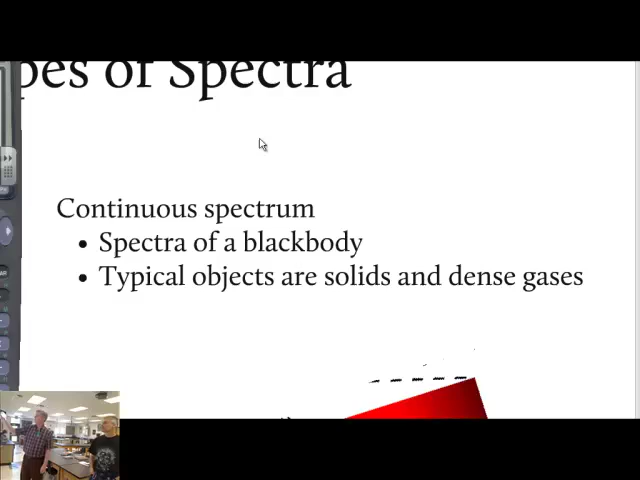 pes of Spectra
Continuous spectrum
• Spectra of a blackbody
• Typical objects are solids and dense gases